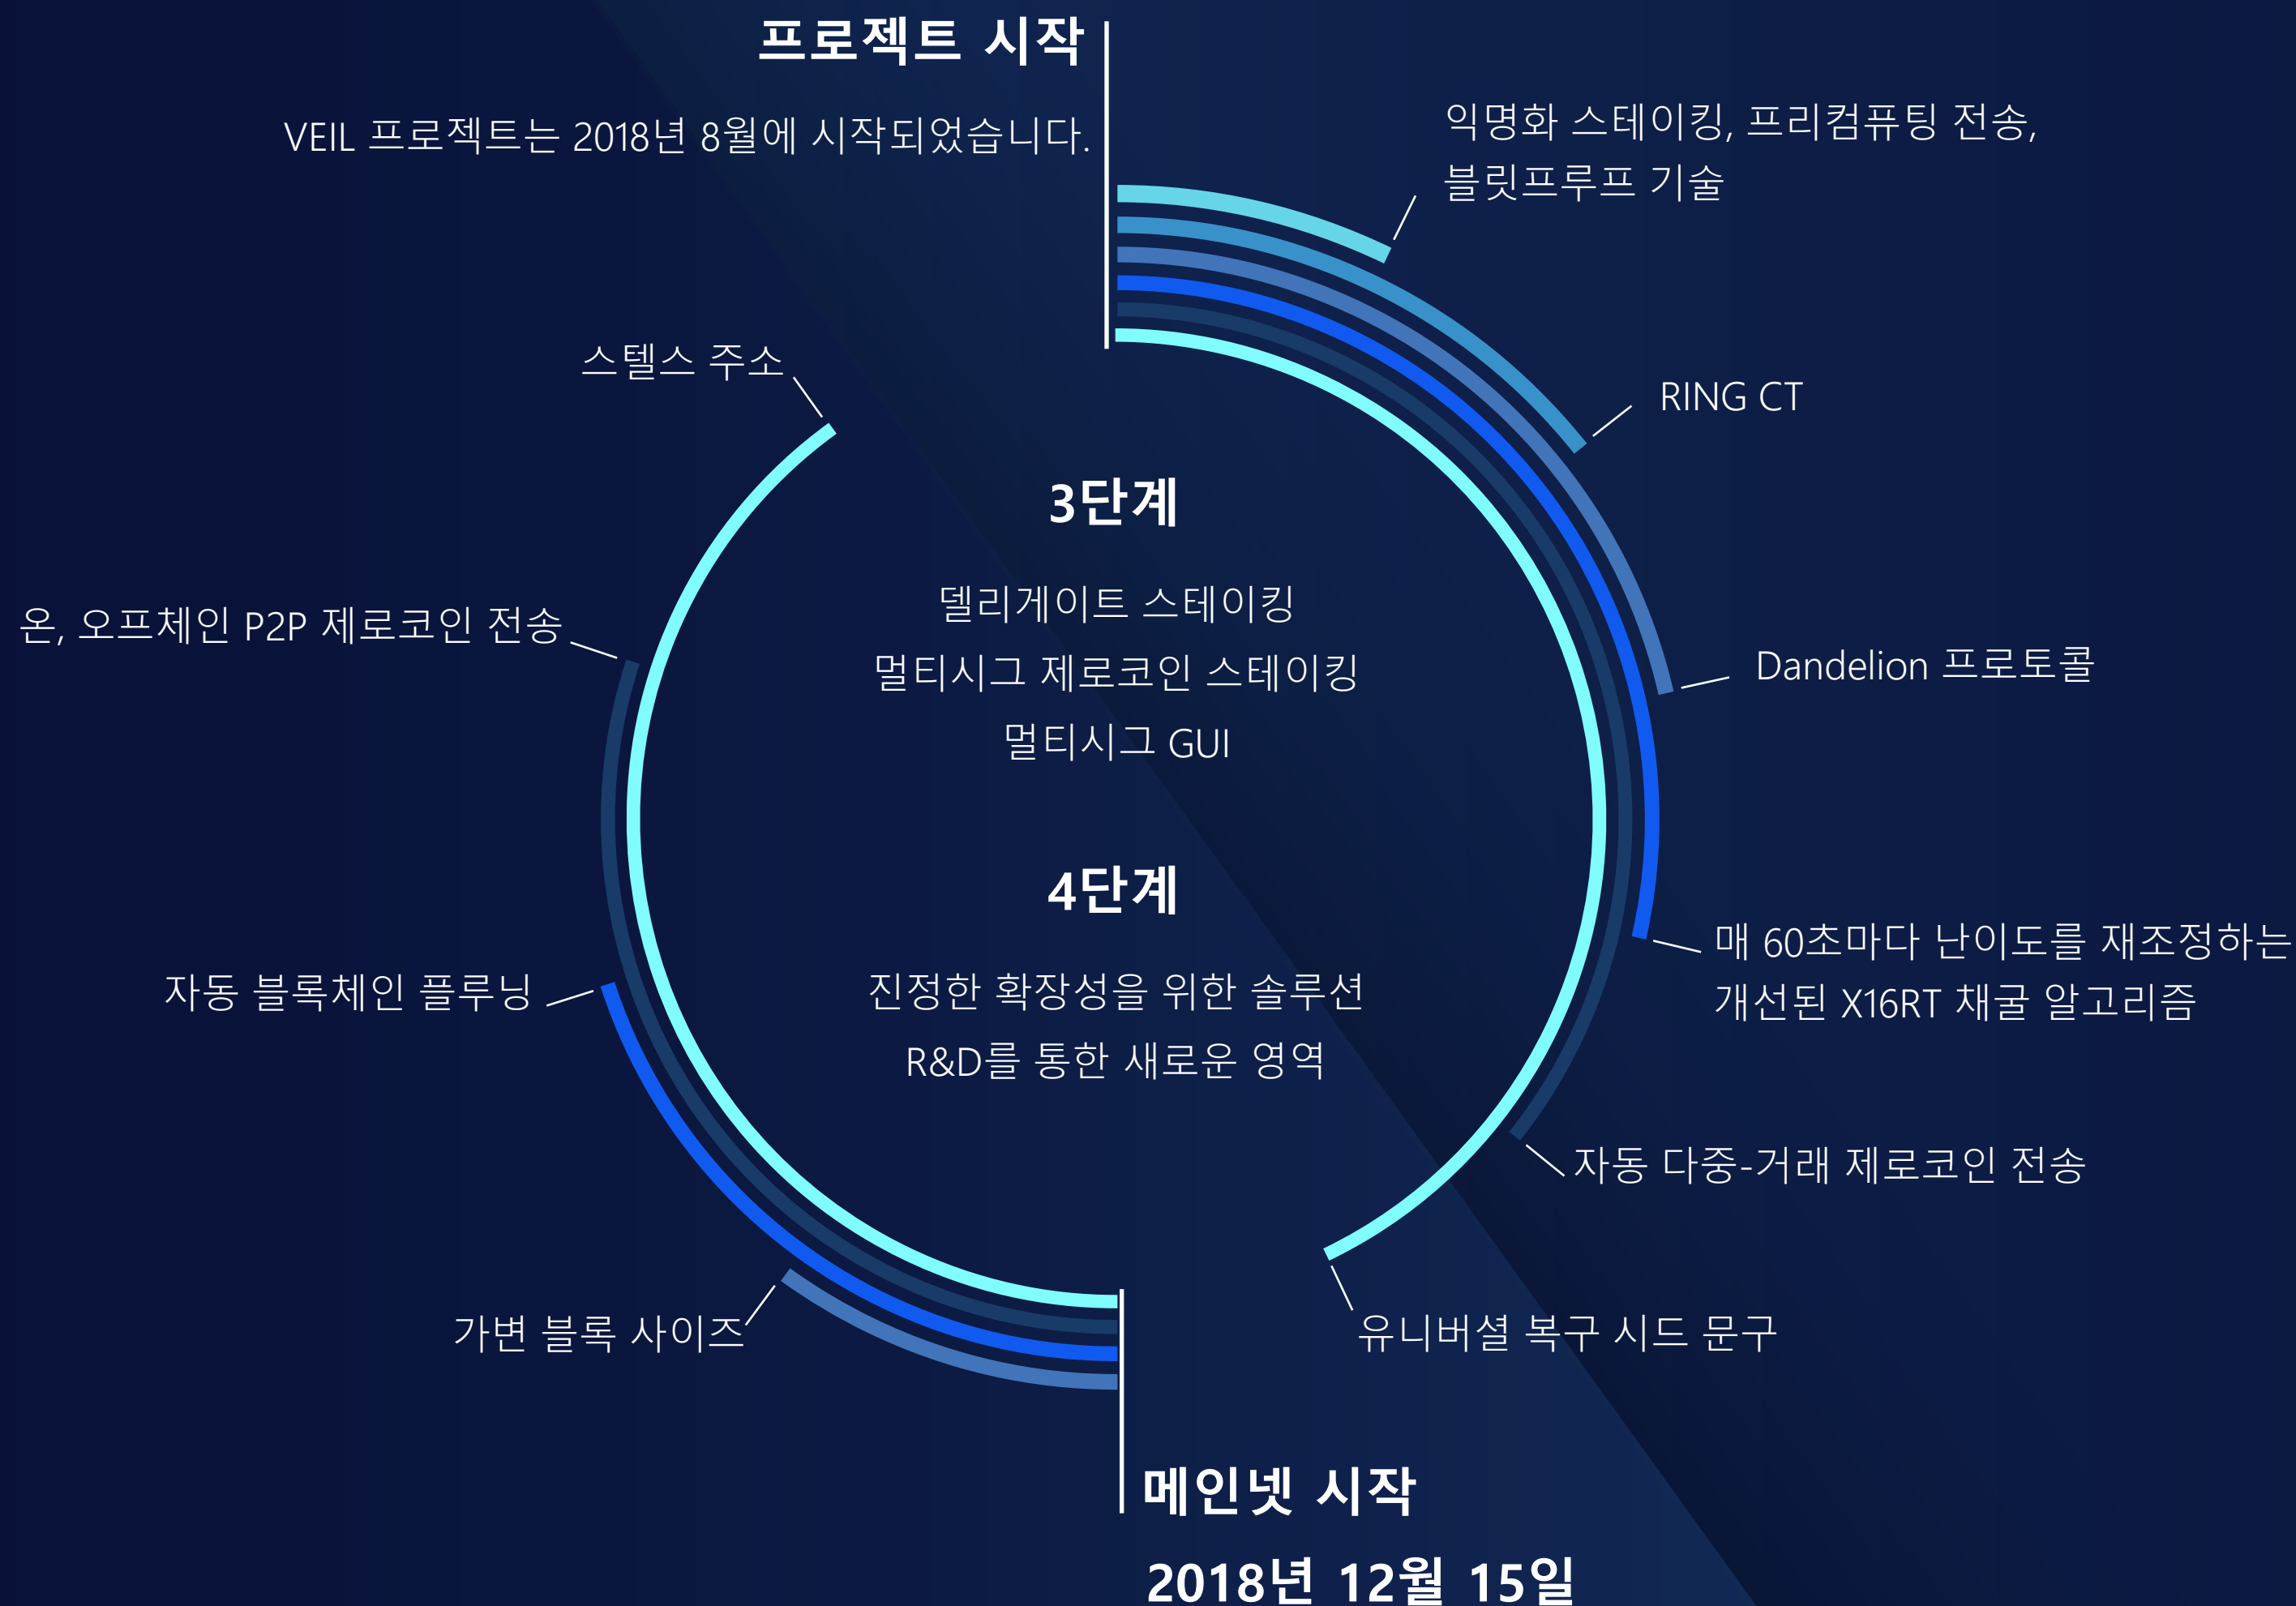 프로젝트 시작
VEIL 프로젝트는 2018년 8월에 시작되었습니다.
익명화 스테이킹, 프리컴퓨팅 전송,
블릿프루프 기술
RING CT
Dandelion 프로토콜
매 60초마다 난이도를 재조정하는
개선된 X16RT 채굴 알고리즘
자동 다중-거래 제로코인 전송
유니버셜 복구 시드 문구
메인넷 시작
2018년 12월 15일
가변 블록 사이즈
자동 블록체인 플루닝
온, 오프체인 P2P 제로코인 전송
스텔스 주소
3단계
델리게이트 스테이킹
멀티시그 제로코인 스테이킹
멀티시그 GUI
4단계
진정한 확장성을 위한 솔루션
R&D를 통한 새로운 영역